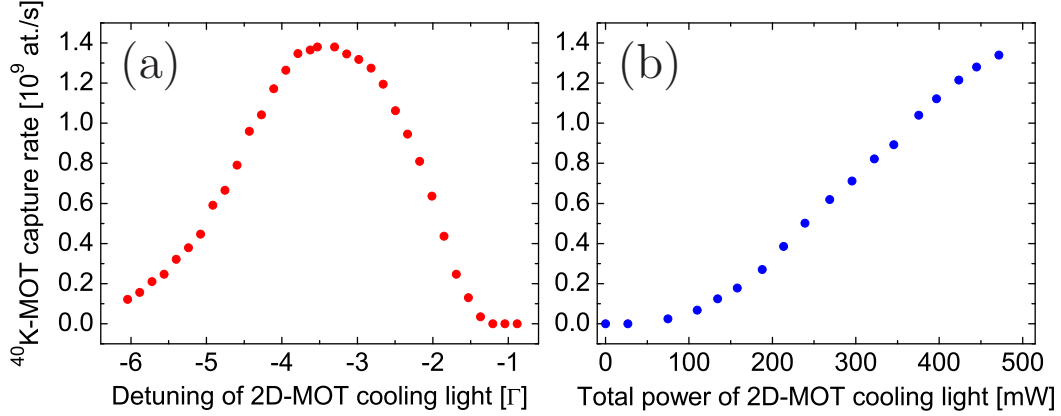 ⁴⁰K-MOT capture rate [10⁹ at./s]
1.4
1.2
1.0
0.8
0.6
0.4
0.2
0.0
(a)
-6 -5 -4 -3 -2 -1
Detuning of 2D-MOT cooling light [Γ]
1.4
1.2
1.0
0.8
0.6
0.4
0.2
0.0
(b)
0 100 200 300 400 500
Total power of 2D-MOT cooling light [mW]